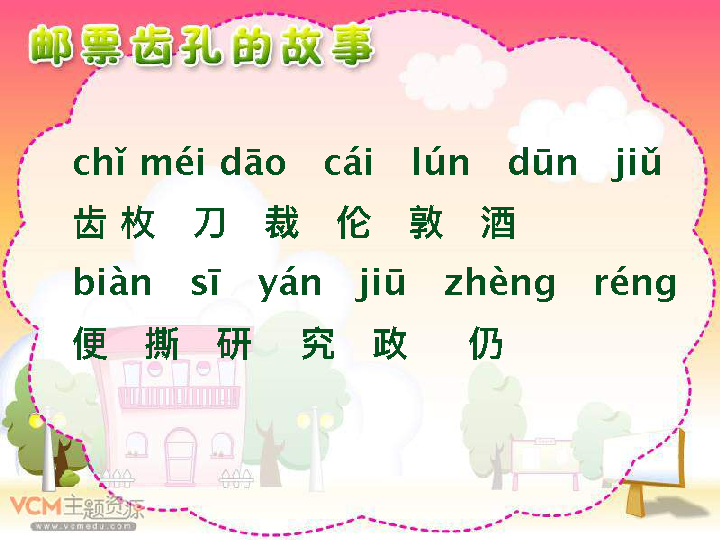 邮票齿孔的故事
chǐ méi dāo cái lún dūn jiǔ
齿 枚 刀 裁 伦 敦 酒
biàn sī yán jiū zhèng réng
便 撕 研 究 政 仍
VCM主题资源
www.vcmedu.com